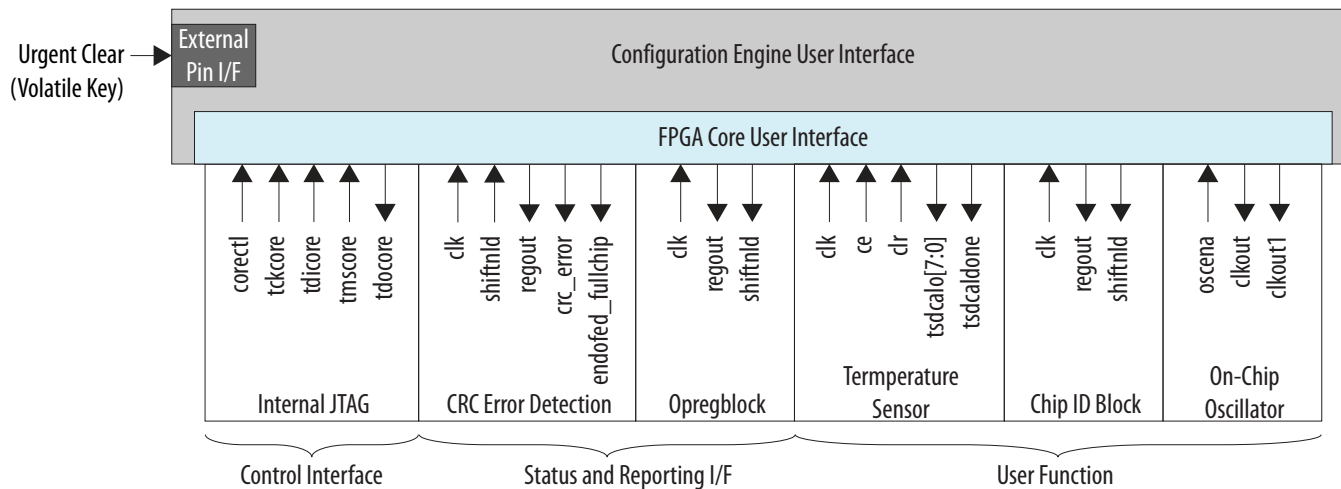 Urgent Clear
(Volatile Key)
External
Pin I/F
Configuration Engine User Interface
FPGA Core User Interface
corectl
tckcore
tdicore
tmscore
tdocore
clk
shiftnld
regout
crc_error
endofed_fullchip
clk
regout
shiftnld
clk
ce
clr
tsdcalo[7:0]
tsdcaldone
clk
regout
shiftnld
oscena
clkout
clkout1
Internal JTAG
CRC Error Detection
Opregblock
Termperature
Sensor
Chip ID Block
On-Chip
Oscillator
Control Interface
Status and Reporting I/F
User Function